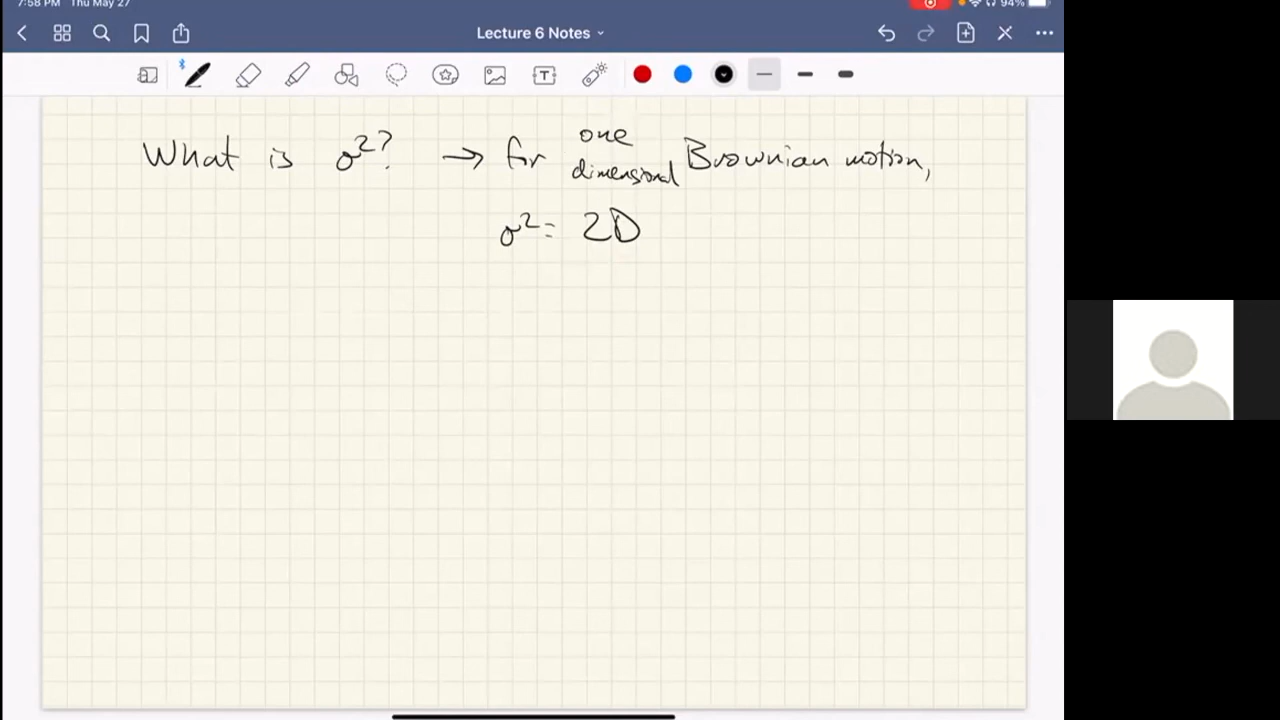 7:58 PM Thu May 27
94%
Lecture 6 Notes
What is σ²? → for one dimensional Brownian motion,
σ² = 2D